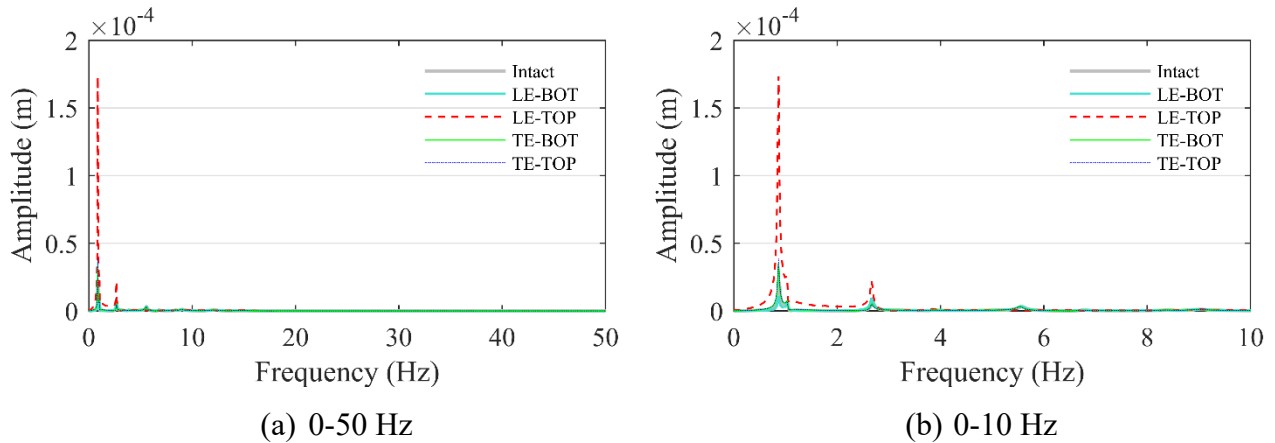 ×10⁻⁴
2
1.5
1
0.5
0
Amplitude (m)
Intact
LE-BOT
LE-TOP
TE-BOT
TE-TOP
0 10 20 30 40 50
Frequency (Hz)
(a) 0-50 Hz
×10⁻⁴
2
1.5
1
0.5
0
Amplitude (m)
Intact
LE-BOT
LE-TOP
TE-BOT
TE-TOP
0 2 4 6 8 10
Frequency (Hz)
(b) 0-10 Hz